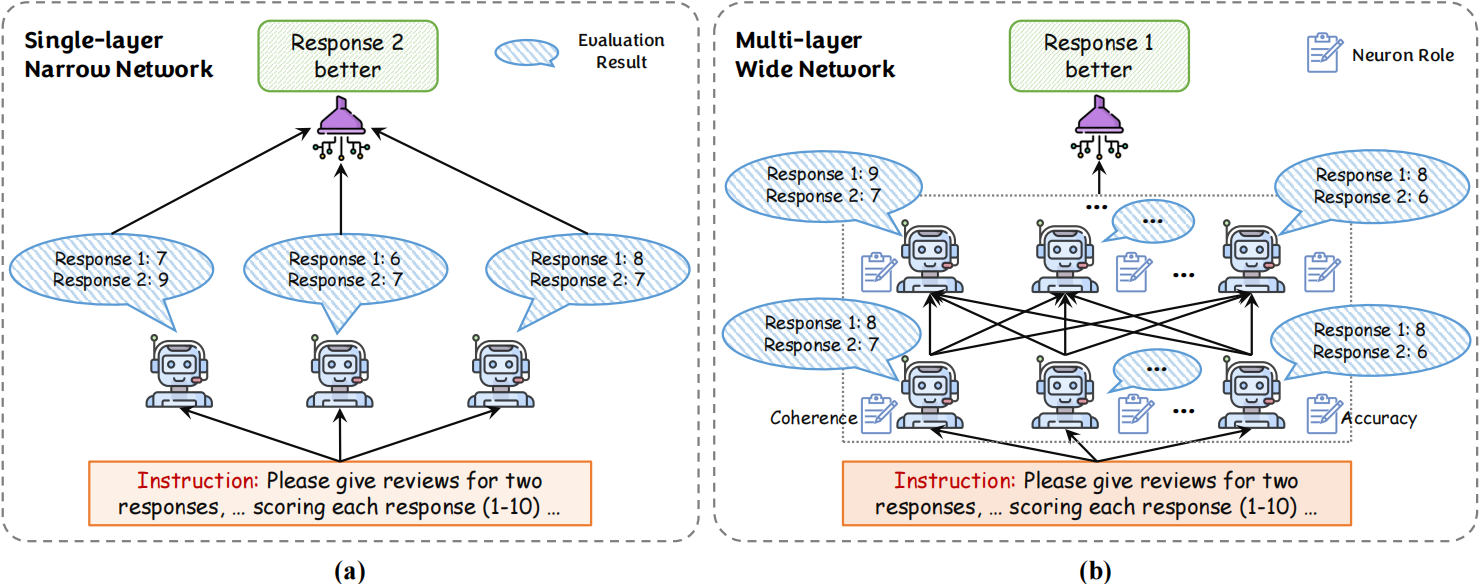 Single-layer
Narrow Network
Response 2
better
Evaluation
Result
Response 1: 7
Response 2: 9
Response 1: 6
Response 2: 7
Response 1: 8
Response 2: 7
Instruction: Please give reviews for two
responses, ... scoring each response (1-10) ...
(a)
Multi-layer
Wide Network
Response 1
better
Neuron Role
Response 1: 9
Response 2: 7
...
...
Response 1: 8
Response 2: 6
...
Response 1: 8
Response 2: 7
...
Response 1: 8
Response 2: 6
Coherence
...
Accuracy
Instruction: Please give reviews for two
responses, ... scoring each response (1-10) ...
(b)